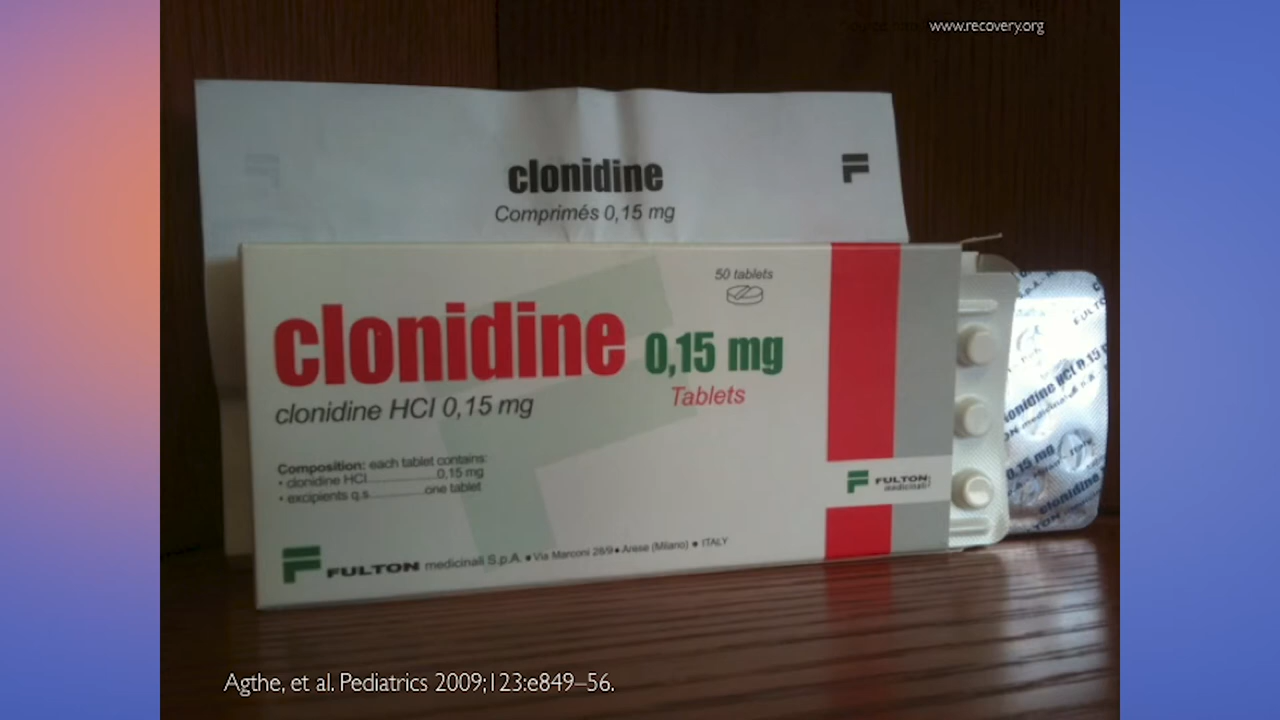 www.recovery.org
clonidine
Comprimés 0,15 mg
50 tablets
clonidine 0,15 mg
Tablets
clonidine HCl 0,15 mg
Composition: each tablet contains:
• clonidine HCl..................0,15 mg
• excipients q.s..............one tablet
FULTON
medicinali
FULTON medicinali S.p.A. • Via Marconi 28/9 • Arese (Milano) • ITALY
clonidine HCl 0,15 m
FULTON medicinali
0,15 mg
clonidine
Agthe, et al. Pediatrics 2009;123:e849–56.